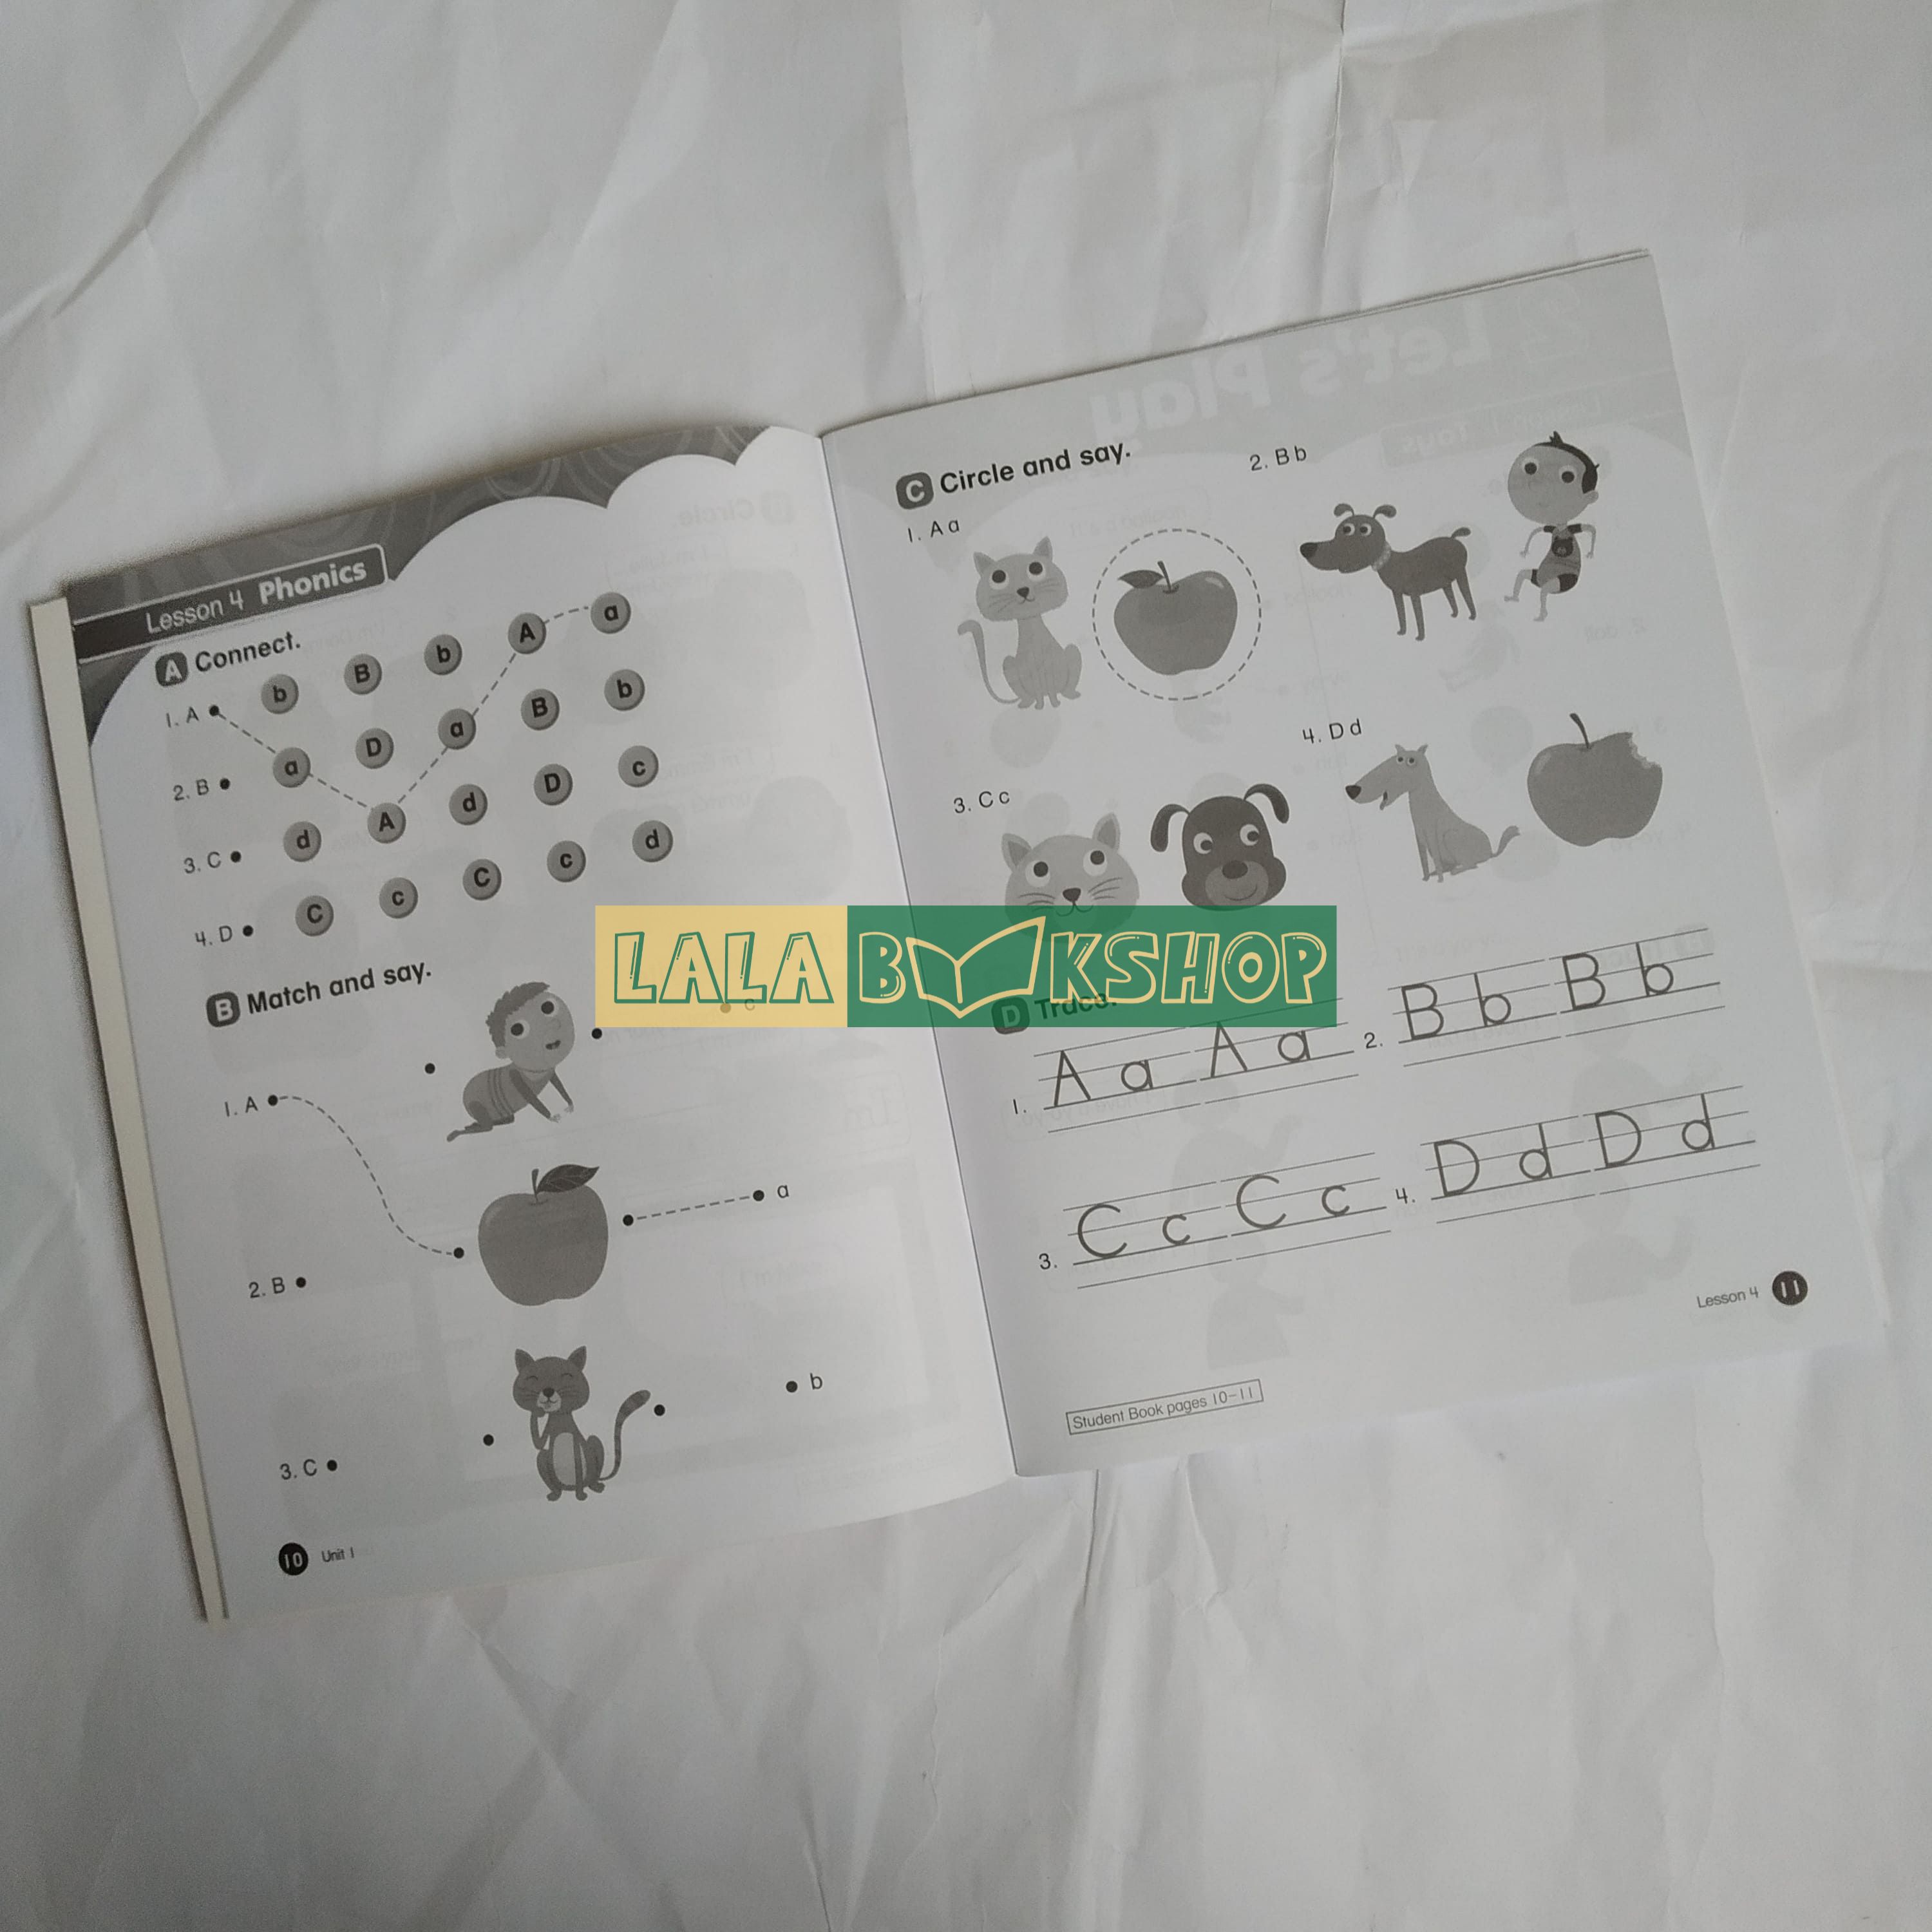 Lesson 4 Phonics
A Connect.
b B b A a
1. A
a D a B b
2. B
d A d D c
3. C
C c C c d
4. D
B Match and say.
c
1. A
a
2. B
b
3. C
10 Unit 1
C Circle and say.
1. A a
2. B b
3. C c
4. D d
LALA BOOKSHOP
D Trace.
1. A a A a
2. B b B b
3. C c C c
4. D d D d
Lesson 4 11
Student Book pages 10–11